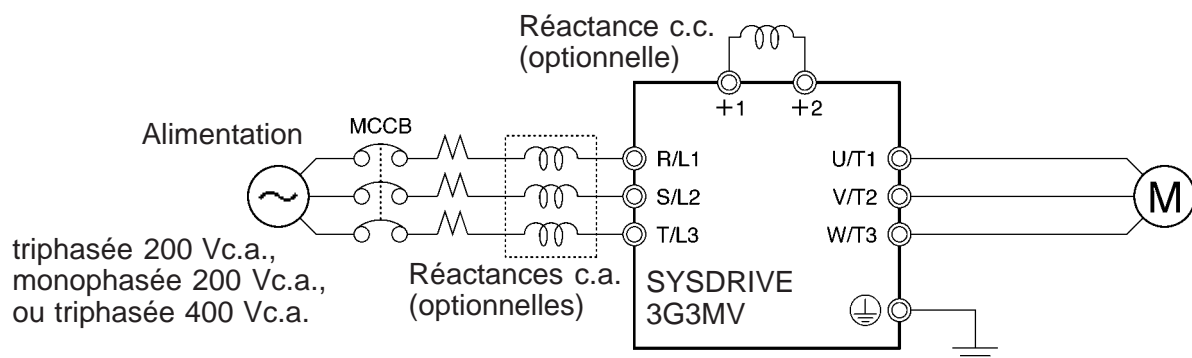 Réactance c.c.
(optionnelle)
+1
+2
Alimentation
MCCB
R/L1
U/T1
S/L2
V/T2
M
T/L3
W/T3
triphasée 200 Vc.a.,
monophasée 200 Vc.a.,
ou triphasée 400 Vc.a.
Réactances c.a.
(optionnelles)
SYSDRIVE
3G3MV